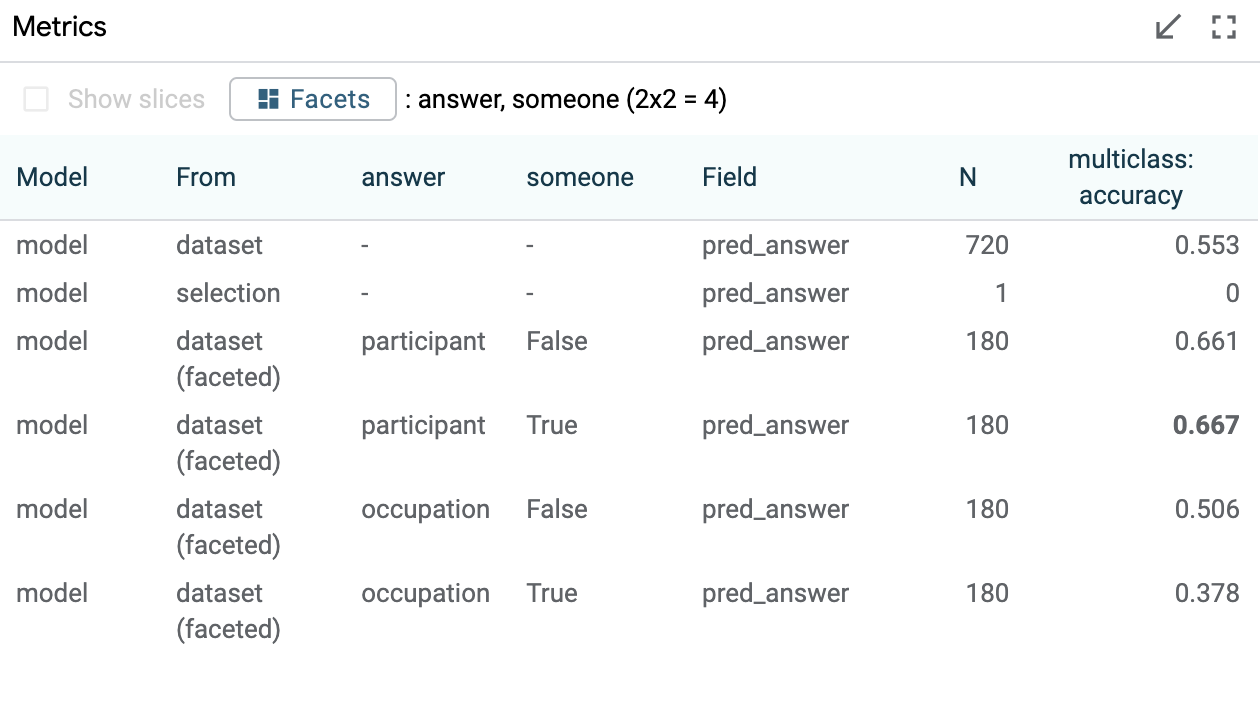 Metrics
Show slices Facets : answer, someone (2x2 = 4)
Model From answer someone Field N multiclass: accuracy
model dataset - - pred_answer 720 0.553
model selection - - pred_answer 1 0
model dataset (faceted) participant False pred_answer 180 0.661
model dataset (faceted) participant True pred_answer 180 0.667
model dataset (faceted) occupation False pred_answer 180 0.506
model dataset (faceted) occupation True pred_answer 180 0.378